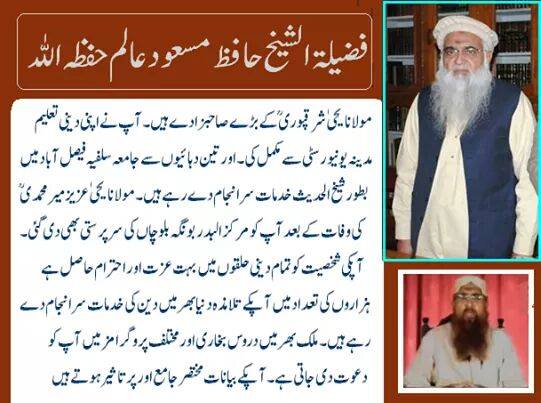 فضیلۃ الشیخ حافظ مسعود عالم حفظہ اللہ
مولانا یحییٰ شرقپوریؒ کے بڑے صاحبزادے ہیں۔ آپ نے اپنی دینی تعلیم
مدینہ یونیورسٹی سے مکمل کی۔ اور تین دہائیوں سے جامعہ سلفیہ فیصل آباد میں
بطور شیخ الحدیث خدمات سرانجام دے رہے ہیں۔ مولانا یحییٰ عزیز میر محمدیؒ
کی وفات کے بعد آپ کو مرکز البدر بونگہ بلوچاں کی سرپرستی بھی دی گئی۔
آپکی شخصیت کو تمام دینی حلقوں میں بہت عزت اور احترام حاصل ہے
ہزاروں کی تعداد میں آپکے تلامذہ دنیا بھر میں دین کی خدمات سرانجام دے
رہے ہیں۔ ملک بھر میں دروس بخاری اور مختلف پروگرامز میں آپ کو
دعوت دی جاتی ہے۔ آپکے بیانات مختصر جامع اور پر تاثیر ہوتے ہیں